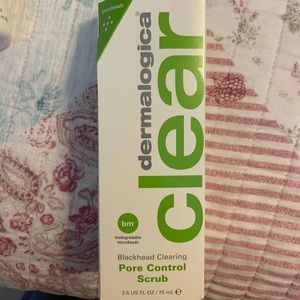 dermalogica®
clear
bm
biodegradable
microbeads
Blackhead Clearing
Pore Control
Scrub
2.5 US FL OZ / 75 mL e